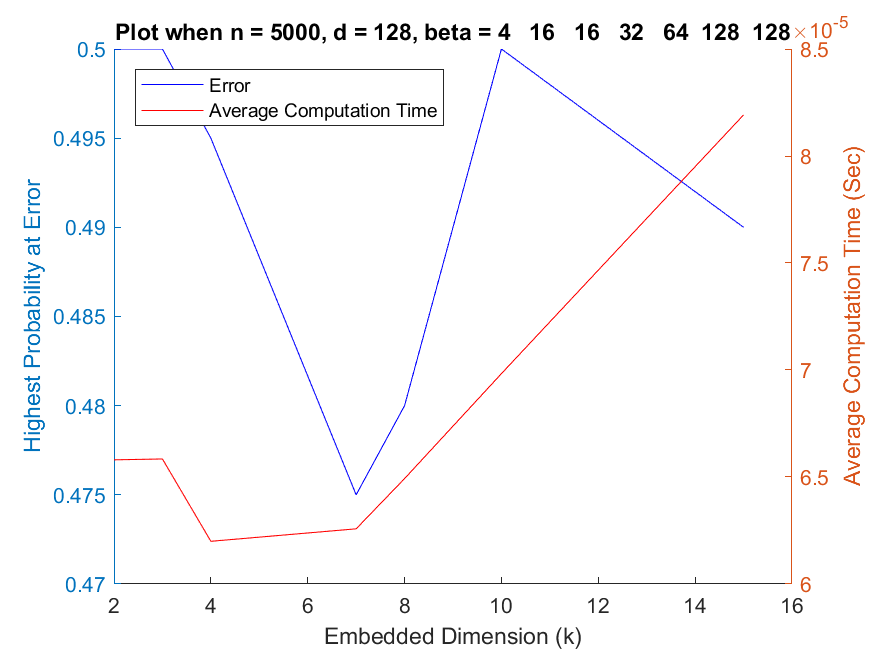 Plot when n = 5000, d = 128, beta = 4 16 16 32 64 128 128
×10-5
Error
Average Computation Time
Highest Probability at Error
0.5
0.495
0.49
0.485
0.48
0.475
0.47
8.5
8
7.5
7
6.5
6
Average Computation Time (Sec)
2 4 6 8 10 12 14 16
Embedded Dimension (k)